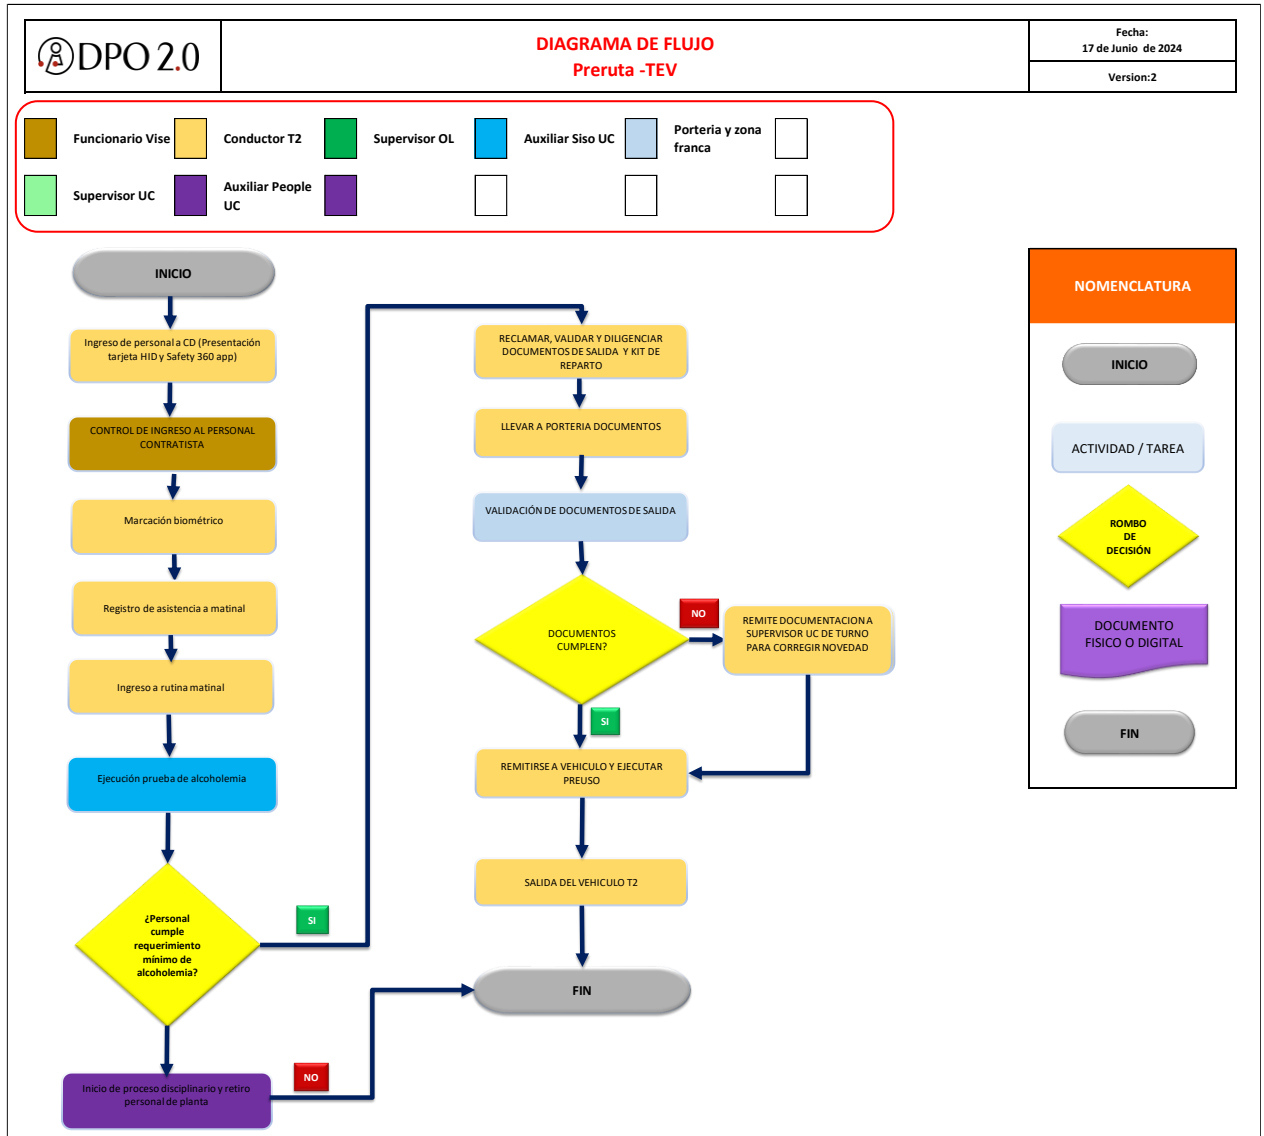 DPO 2.0
DIAGRAMA DE FLUJO
Preruta -TEV
Fecha:
17 de Junio de 2024
Version:2
Funcionario Vise
Conductor T2
Supervisor OL
Auxiliar Siso UC
Porteria y zona
franca
Supervisor UC
Auxiliar People
UC
INICIO
Ingreso de personal a CD (Presentación
tarjeta HID y Safety 360 app)
CONTROL DE INGRESO AL PERSONAL
CONTRATISTA
Marcación biométrico
Registro de asistencia a matinal
Ingreso a rutina matinal
Ejecución prueba de alcoholemia
¿Personal
cumple
requerimiento
mínimo de
alcoholemia?
SI
Inicio de proceso disciplinario y retiro
personal de planta
NO
RECLAMAR, VALIDAR Y DILIGENCIAR
DOCUMENTOS DE SALIDA Y KIT DE
REPARTO
LLEVAR A PORTERIA DOCUMENTOS
VALIDACIÓN DE DOCUMENTOS DE SALIDA
DOCUMENTOS
CUMPLEN?
NO
REMITE DOCUMENTACION A
SUPERVISOR UC DE TURNO
PARA CORREGIR NOVEDAD
SI
REMITIRSE A VEHICULO Y EJECUTAR
PREUSO
SALIDA DEL VEHICULO T2
FIN
NOMENCLATURA
INICIO
ACTIVIDAD / TAREA
ROMBO
DE
DECISIÓN
DOCUMENTO
FISICO O DIGITAL
FIN